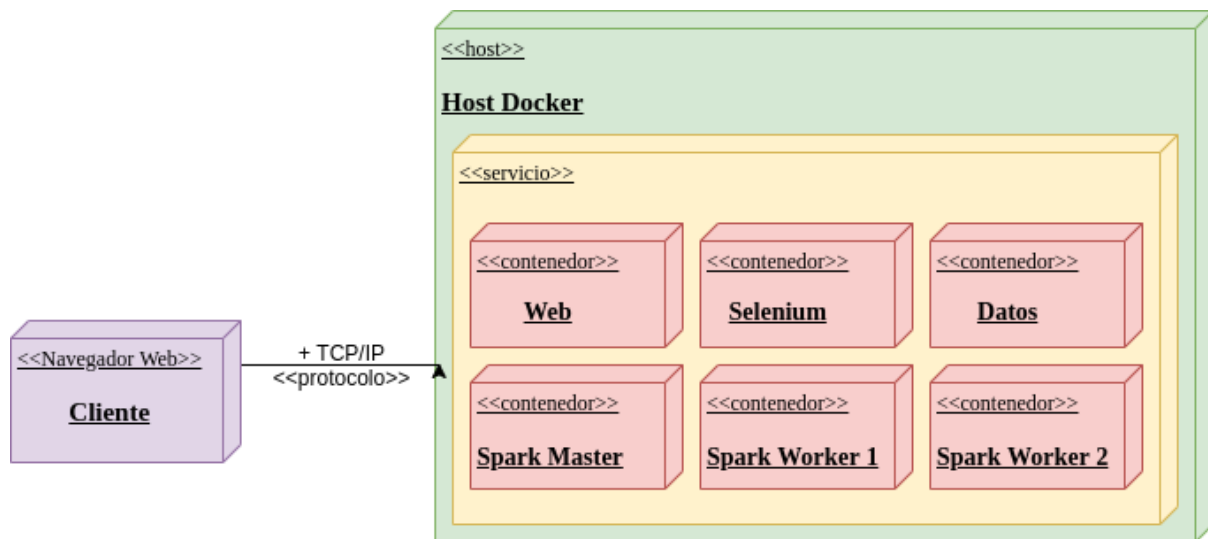 <<host>>
Host Docker
<<servicio>>
<<contenedor>>
Web
<<contenedor>>
Selenium
<<contenedor>>
Datos
<<Navegador Web>>
Cliente
+ TCP/IP
<<protocolo>>
<<contenedor>>
Spark Master
<<contenedor>>
Spark Worker 1
<<contenedor>>
Spark Worker 2